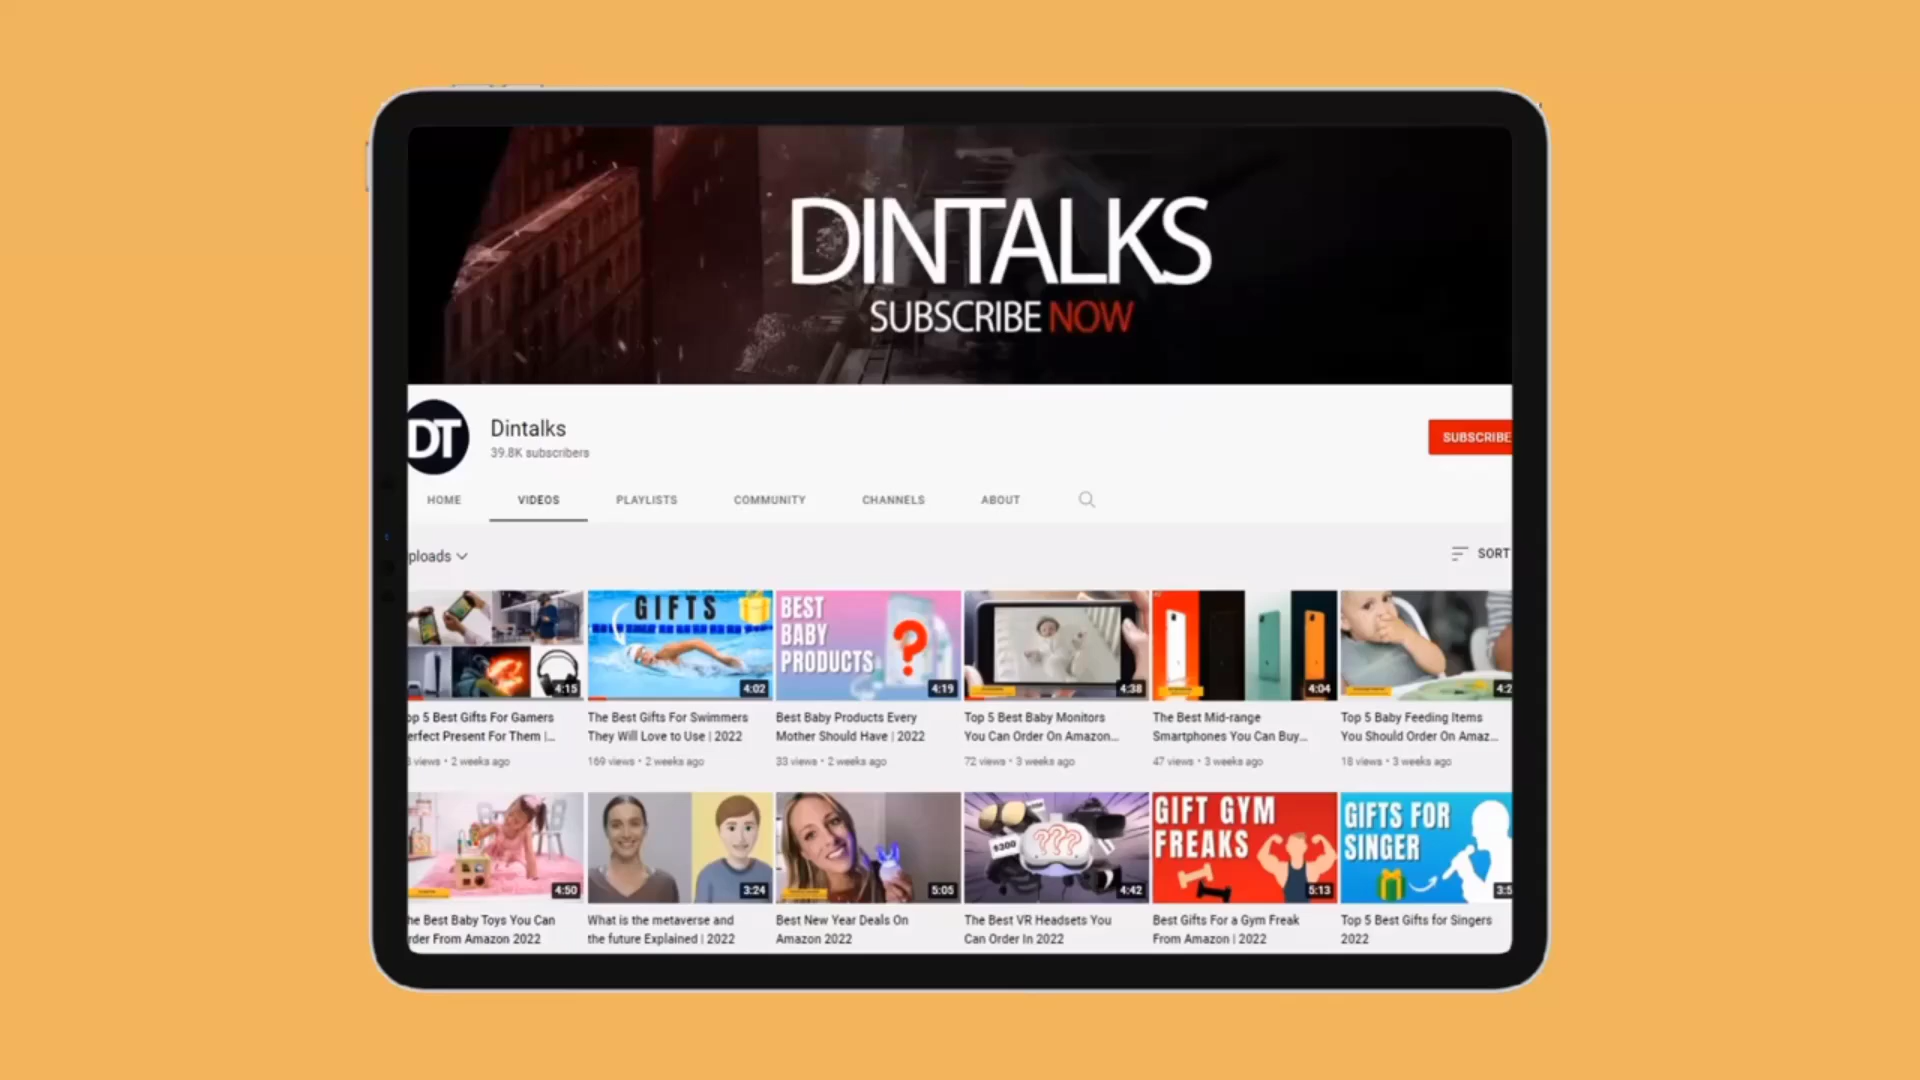 DINTALKS
SUBSCRIBE NOW
DT
Dintalks
39.8K subscribers
SUBSCRIBE
HOME VIDEOS PLAYLISTS COMMUNITY CHANNELS ABOUT
ploads
SORT
GIFTS
BEST
BABY
PRODUCTS
?
4:15 4:02 4:19 4:38 4:04 4:2
op 5 Best Gifts For Gamers
erfect Present For Them |...
views • 2 weeks ago
The Best Gifts For Swimmers
They Will Love to Use | 2022
169 views • 2 weeks ago
Best Baby Products Every
Mother Should Have | 2022
33 views • 2 weeks ago
Top 5 Best Baby Monitors
You Can Order On Amazon...
72 views • 3 weeks ago
The Best Mid-range
Smartphones You Can Buy...
47 views • 3 weeks ago
Top 5 Baby Feeding Items
You Should Order On Amaz...
18 views • 3 weeks ago
$300
???
GIFT GYM
FREAKS
GIFTS FOR
SINGER
4:50 3:24 5:05 4:42 5:13 3:5
he Best Baby Toys You Can
rder From Amazon 2022
What is the metaverse and
the future Explained | 2022
Best New Year Deals On
Amazon 2022
The Best VR Headsets You
Can Order In 2022
Best Gifts For a Gym Freak
From Amazon | 2022
Top 5 Best Gifts for Singers
2022